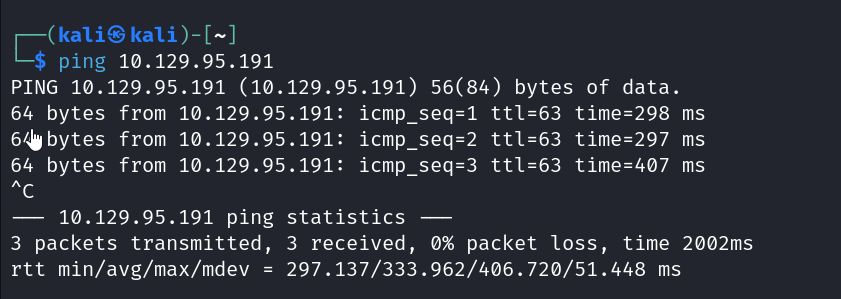 ┌──(kali㉿kali)-[~]
└─$ ping 10.129.95.191
PING 10.129.95.191 (10.129.95.191) 56(84) bytes of data.
64 bytes from 10.129.95.191: icmp_seq=1 ttl=63 time=298 ms
64 bytes from 10.129.95.191: icmp_seq=2 ttl=63 time=297 ms
64 bytes from 10.129.95.191: icmp_seq=3 ttl=63 time=407 ms
^C
--- 10.129.95.191 ping statistics ---
3 packets transmitted, 3 received, 0% packet loss, time 2002ms
rtt min/avg/max/mdev = 297.137/333.962/406.720/51.448 ms